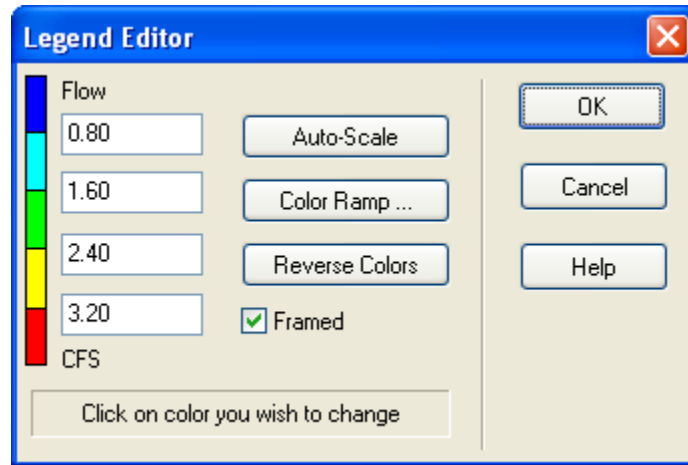 Legend Editor
Flow
0.80
1.60
2.40
3.20
CFS
Auto-Scale
Color Ramp ...
Reverse Colors
Framed
Click on color you wish to change
OK
Cancel
Help